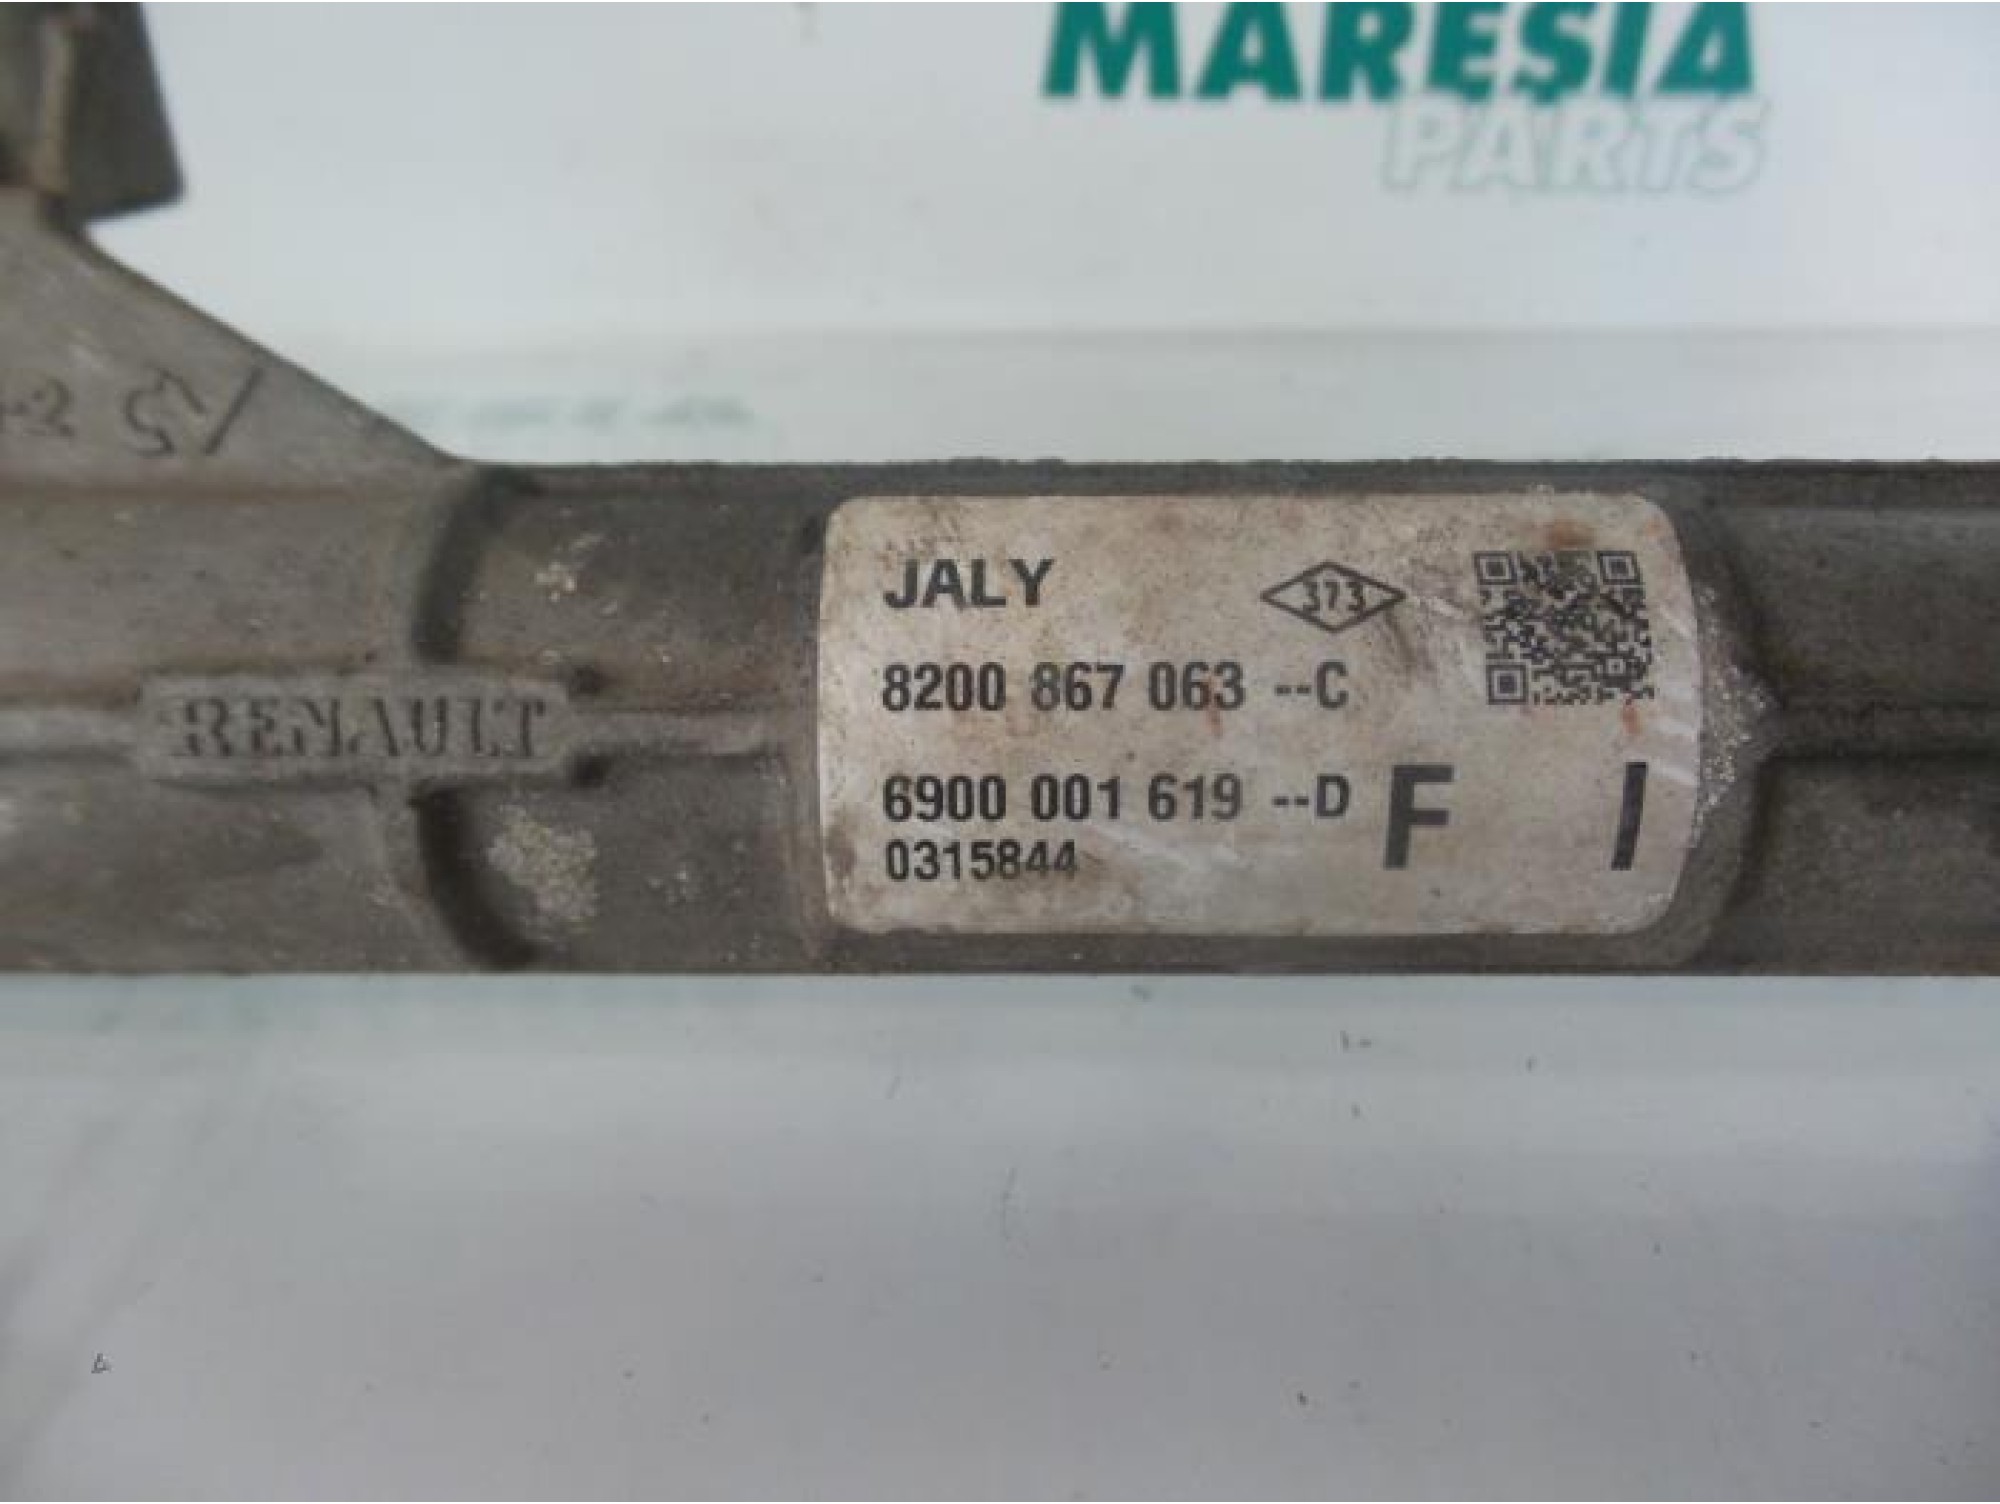 MARESIA
PARTS
JALY
373
8200 867 063 --C
RENAULT
6900 001 619 --D F I
0315844